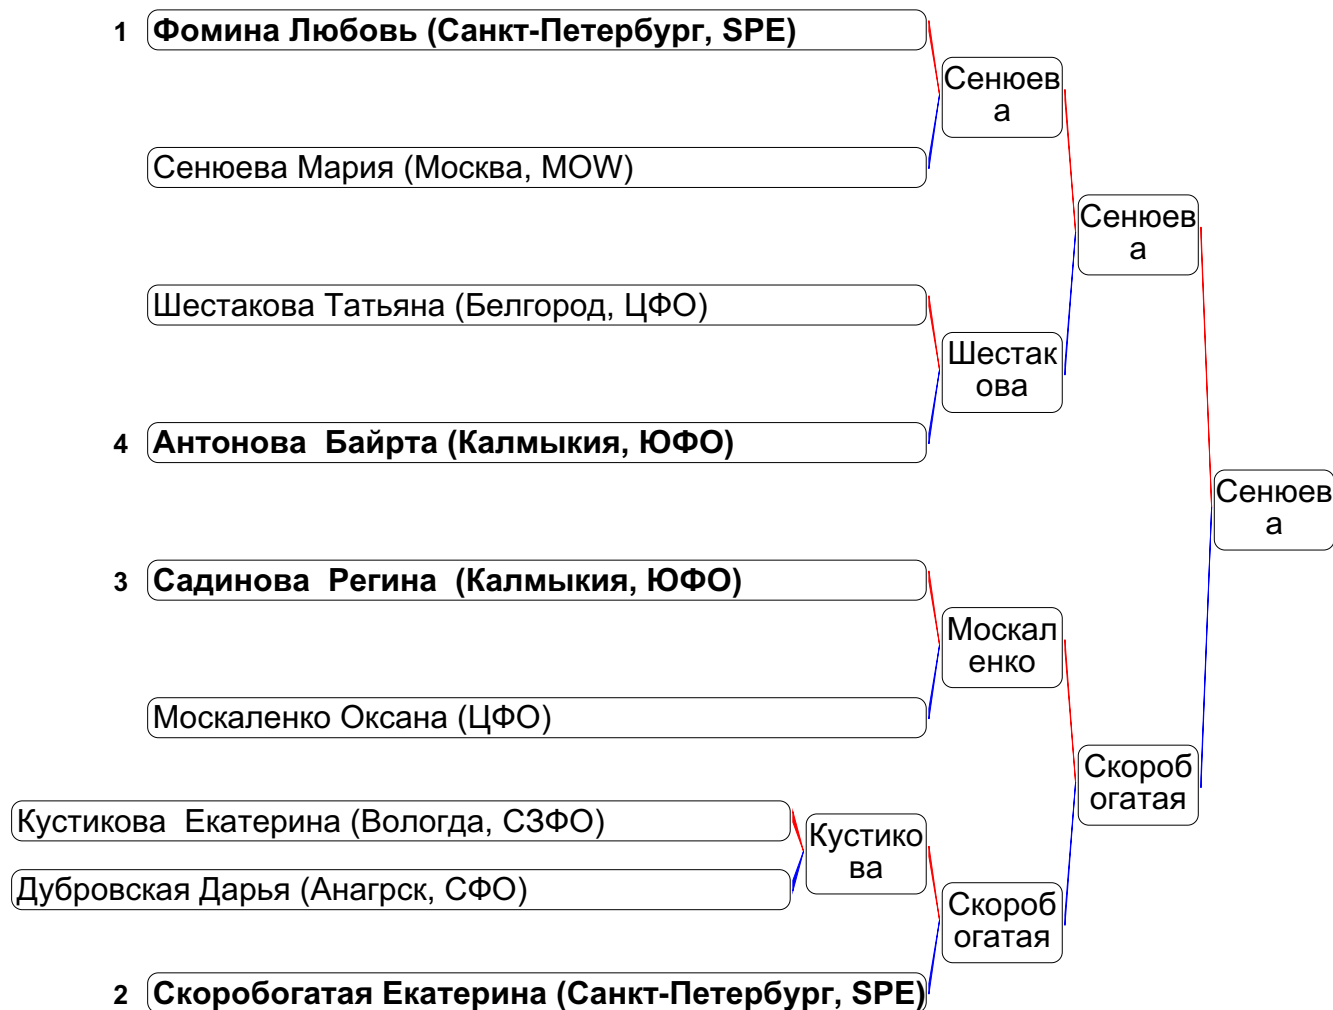 1 Фомина Любовь (Санкт-Петербург, SPE)
Сенюев
а
Сенюева Мария (Москва, MOW)
Сенюев
а
Шестакова Татьяна (Белгород, ЦФО)
Шестак
ова
4 Антонова  Байрта (Калмыкия, ЮФО)
Сенюев
а
3 Садинова  Регина  (Калмыкия, ЮФО)
Москал
енко
Москаленко Оксана (ЦФО)
Скороб
огатая
Кустикова  Екатерина (Вологда, СЗФО)
Кустико
ва
Дубровская Дарья (Анагрск, СФО)
Скороб
огатая
2 Скоробогатая Екатерина (Санкт-Петербург, SPE)